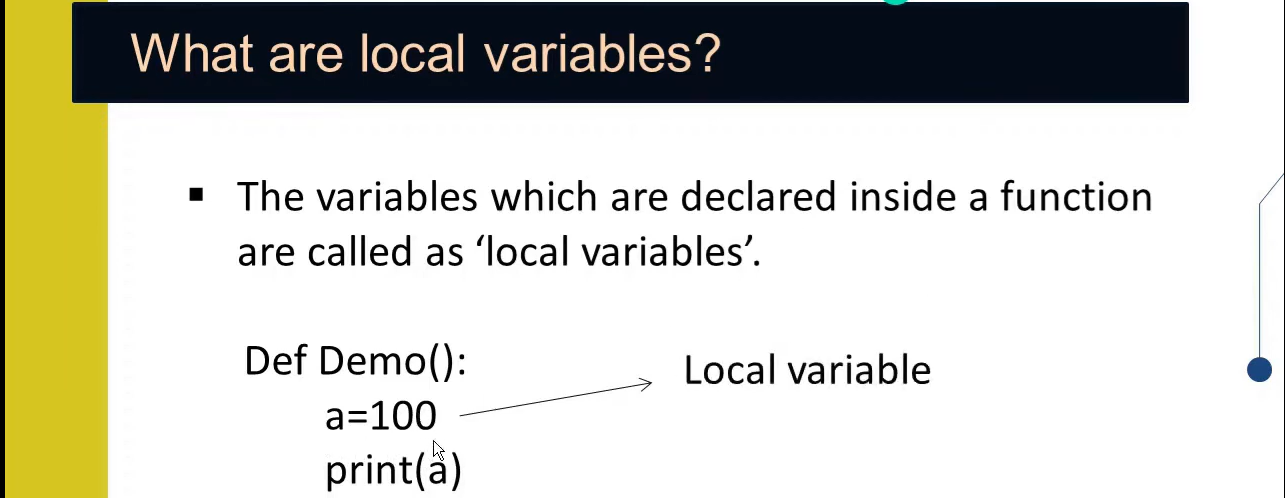 What are local variables?
▪ The variables which are declared inside a function
are called as ‘local variables’.
Def Demo():
Local variable
a=100
print(a)